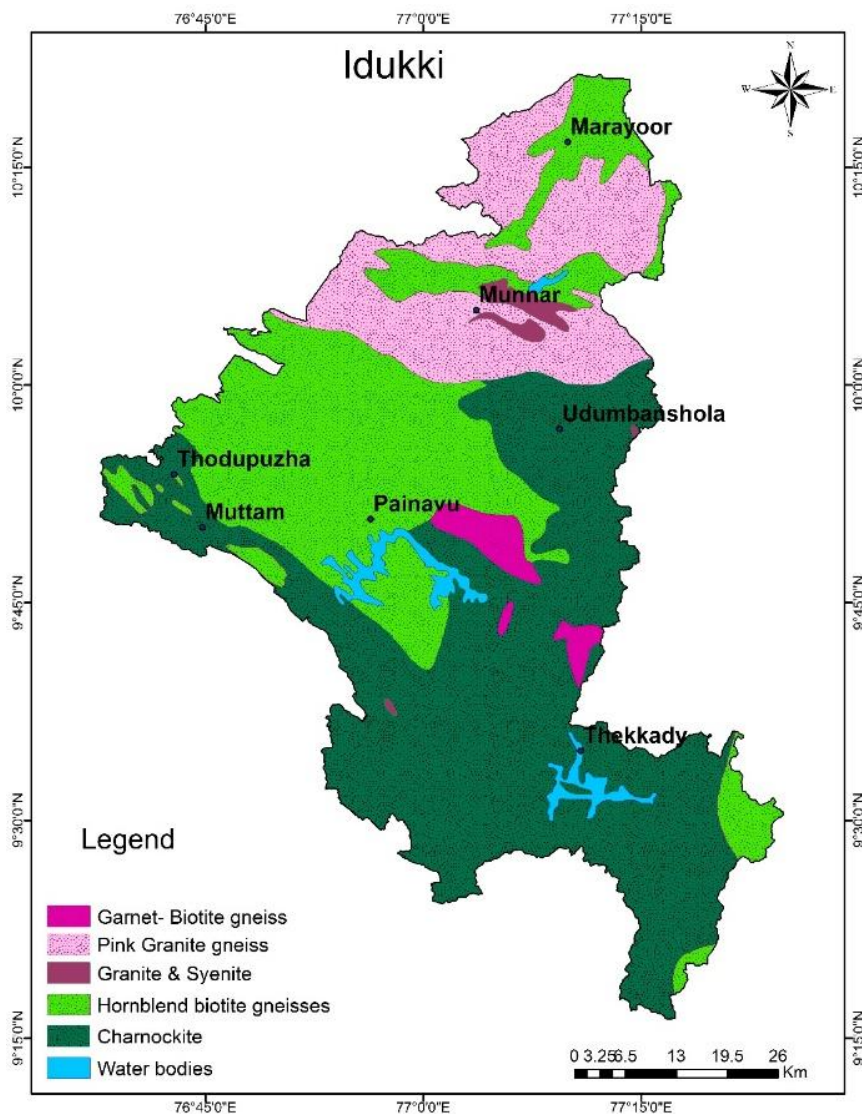 76°45'0"E 77°0'0"E 77°15'0"E
Idukki
N
W E
S
Marayoor
10°15'0"N 10°15'0"N
Munnar
10°0'0"N 10°0'0"N
Udumbanshola
Thodupuzha
Painavu
Muttam
9°45'0"N 9°45'0"N
Thekkady
9°30'0"N 9°30'0"N
Legend
Garnet- Biotite gneiss
Pink Granite gneiss
Granite & Syenite
Hornblend biotite gneisses
Charnockite
9°15'0"N 9°15'0"N
Water bodies
0 3.25 6.5 13 19.5 26
Km
76°45'0"E 77°0'0"E 77°15'0"E